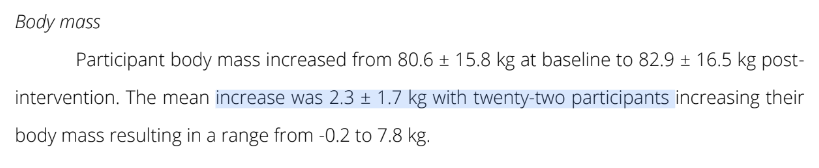 Body mass
Participant body mass increased from 80.6 ± 15.8 kg at baseline to 82.9 ± 16.5 kg post-
intervention. The mean increase was 2.3 ± 1.7 kg with twenty-two participants increasing their
body mass resulting in a range from -0.2 to 7.8 kg.